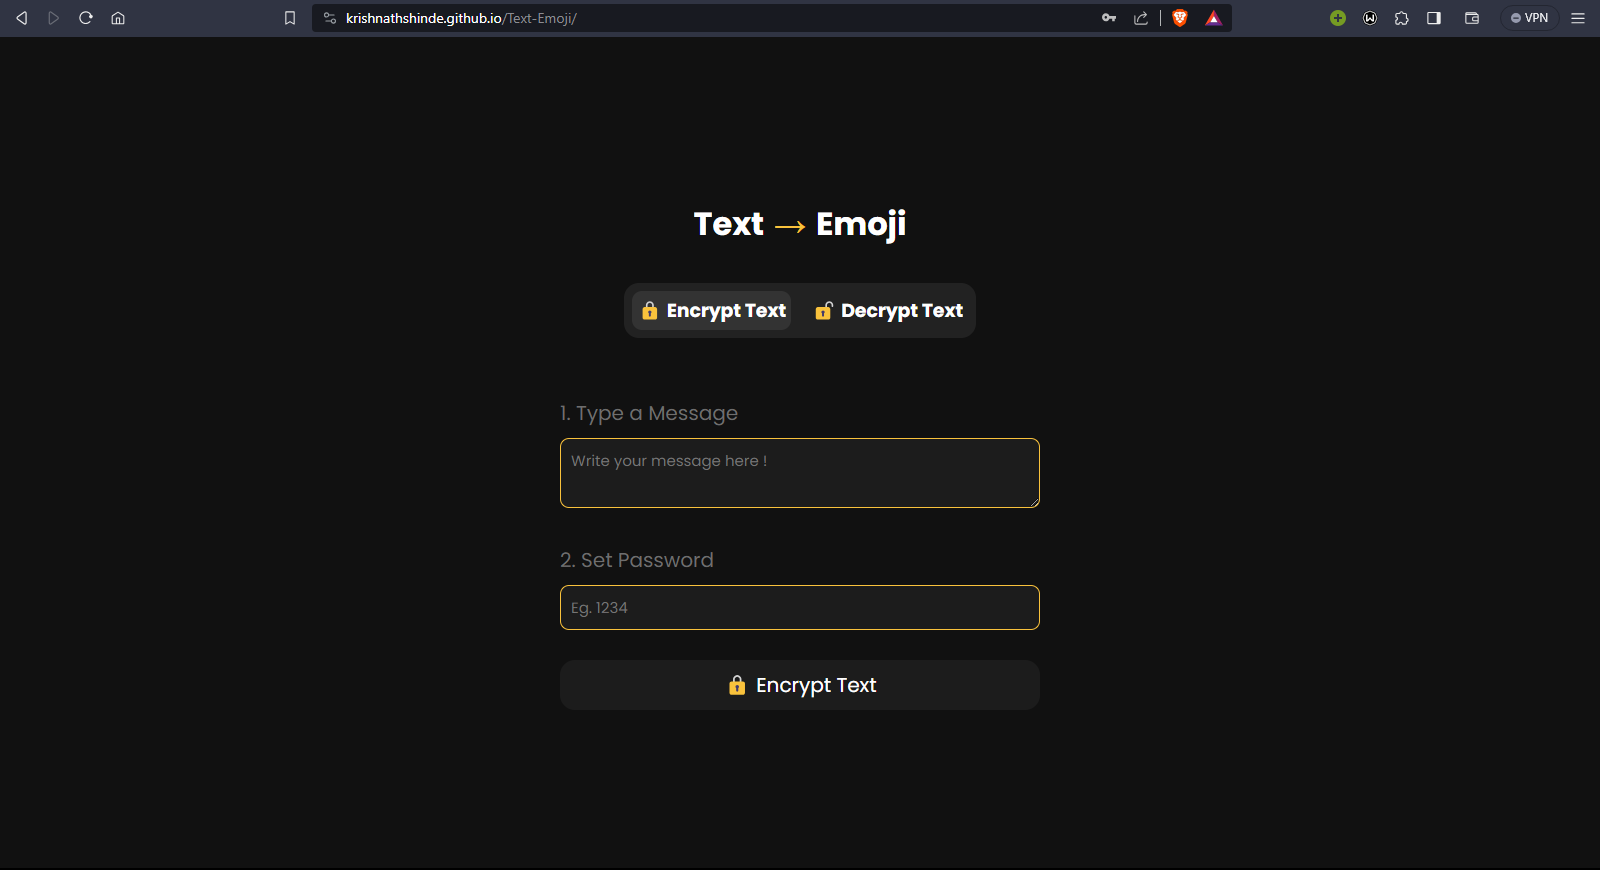 krishnathshinde.github.io/Text-Emoji/
VPN
Text → Emoji
Encrypt Text
Decrypt Text
1. Type a Message
Write your message here !
2. Set Password
Eg. 1234
Encrypt Text